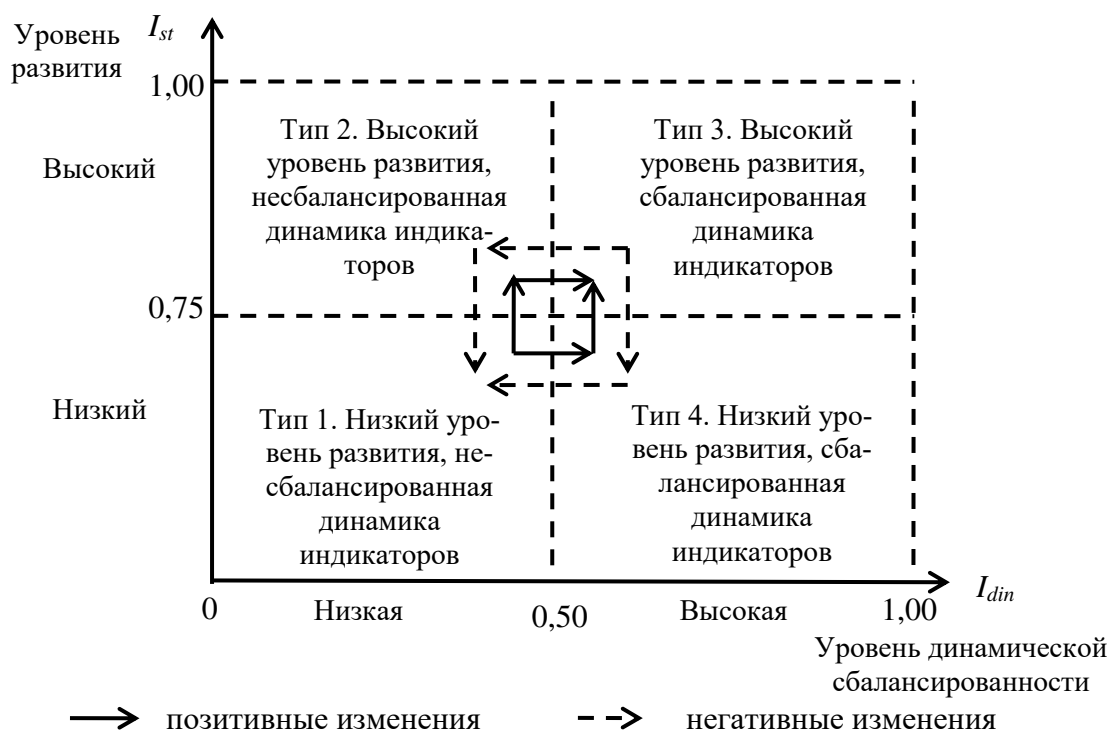 Уровень
развития
I_st
1,00
Тип 2. Высокий
уровень развития,
несбалансированная
динамика индика-
торов
Тип 3. Высокий
уровень развития,
сбалансированная
динамика
индикаторов
Высокий
0,75
Низкий
Тип 1. Низкий уро-
вень развития, не-
сбалансированная
динамика
индикаторов
Тип 4. Низкий уро-
вень развития, сба-
лансированная
динамика
индикаторов
0
Низкая
0,50
Высокая
1,00
I_din
Уровень динамической
сбалансированности
позитивные изменения
негативные изменения